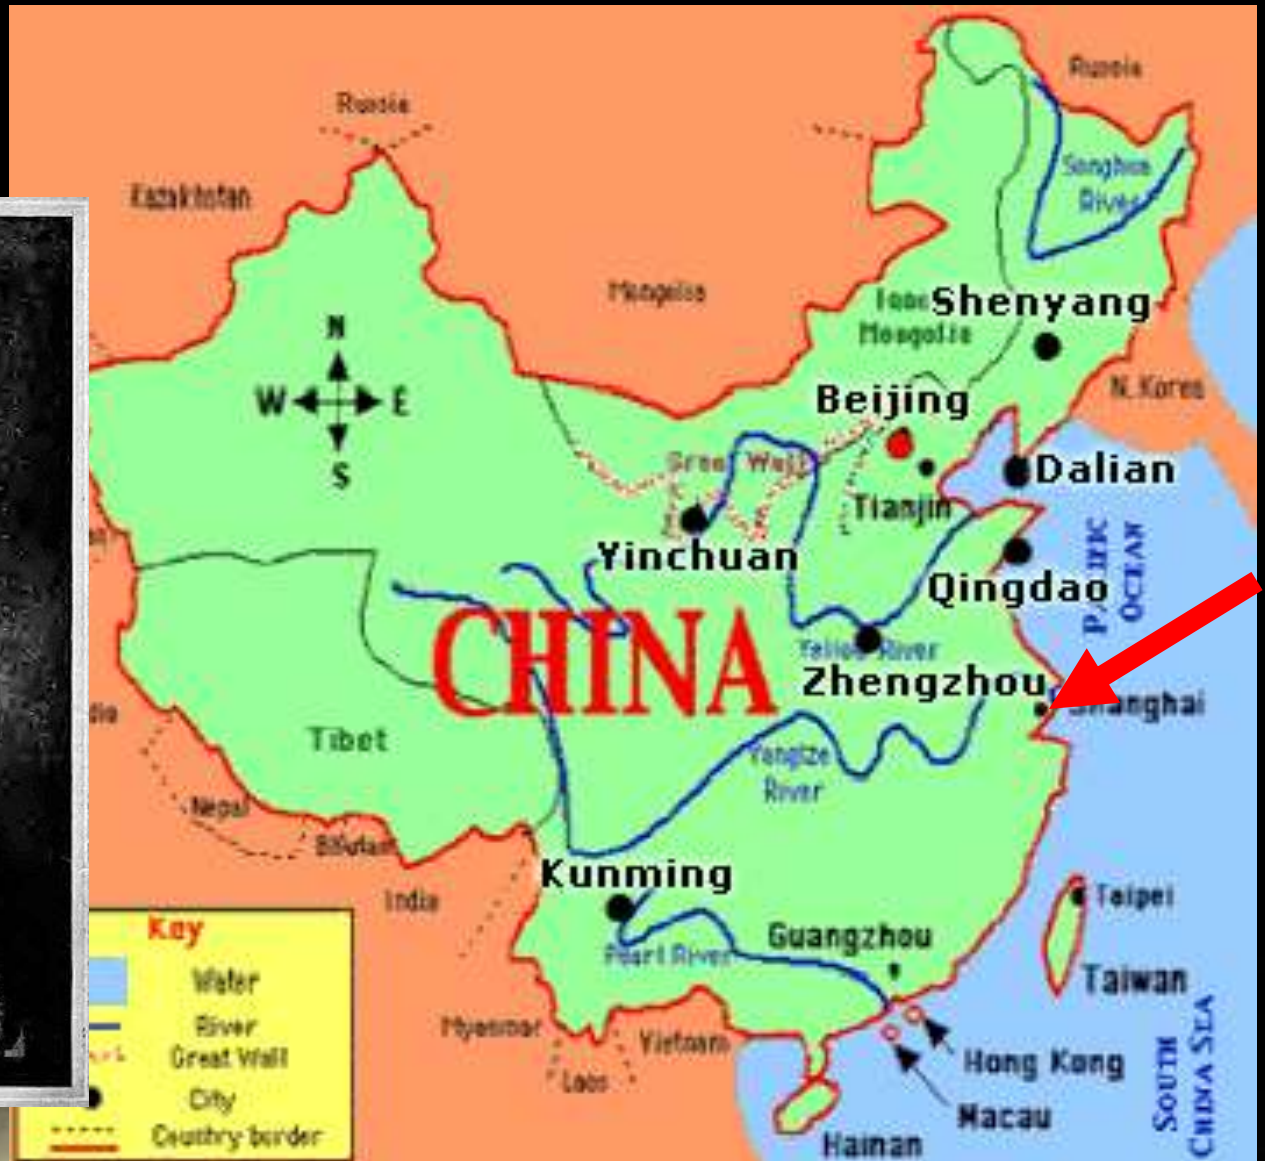 Russia
Russia
Kazakhstan
Songhua
River
Mongolia
Shenyang
Mongolia
N
W E
S
Beijing
N. Korea
Great Wall
Dalian
Tianjin
Yinchuan
Qingdao
PACIFIC
OCEAN
CHINA
Yellow River
Zhengzhou
Shanghai
Tibet
Yangtze
River
Nepal
Bhutan
Kunming
India
Taipei
Key
Guangzhou
Pearl River
Water
Taiwan
River
Myanmar
Vietnam
Great Wall
Hong Kong
Laos
City
Macau
Country border
Hainan
SOUTH
CHINA SEA